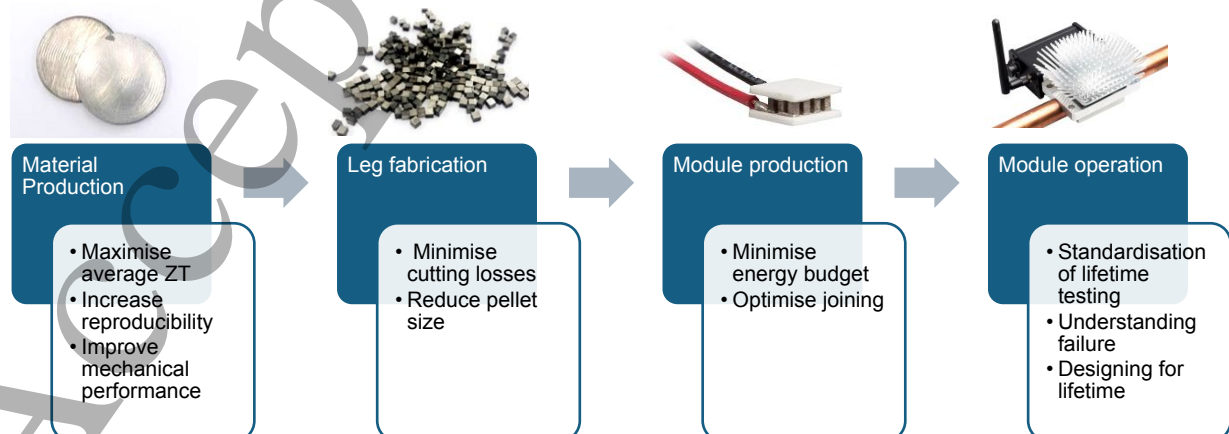 Material
Production
• Maximise
average ZT
• Increase
reproducibility
• Improve
mechanical
performance
Leg fabrication
• Minimise
cutting losses
• Reduce pellet
size
Module production
• Minimise
energy budget
• Optimise joining
Module operation
• Standardisation
of lifetime
testing
• Understanding
failure
• Designing for
lifetime
Accep